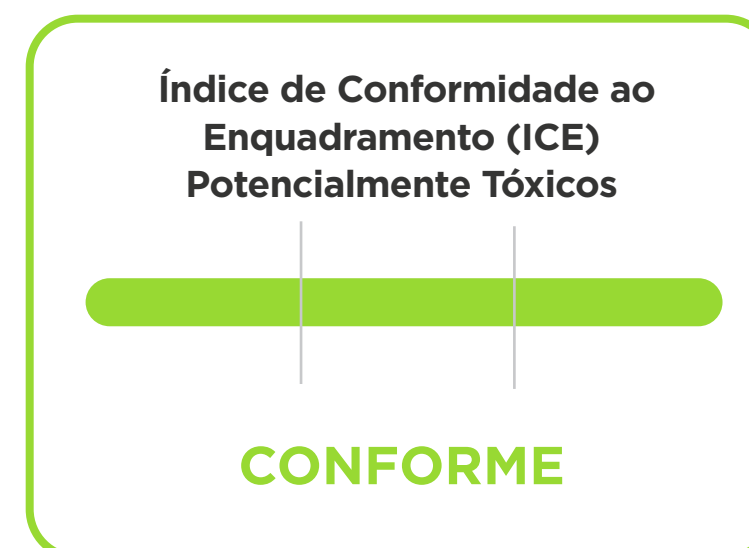 Índice de Conformidade ao
Enquadramento (ICE)
Potencialmente Tóxicos
CONFORME